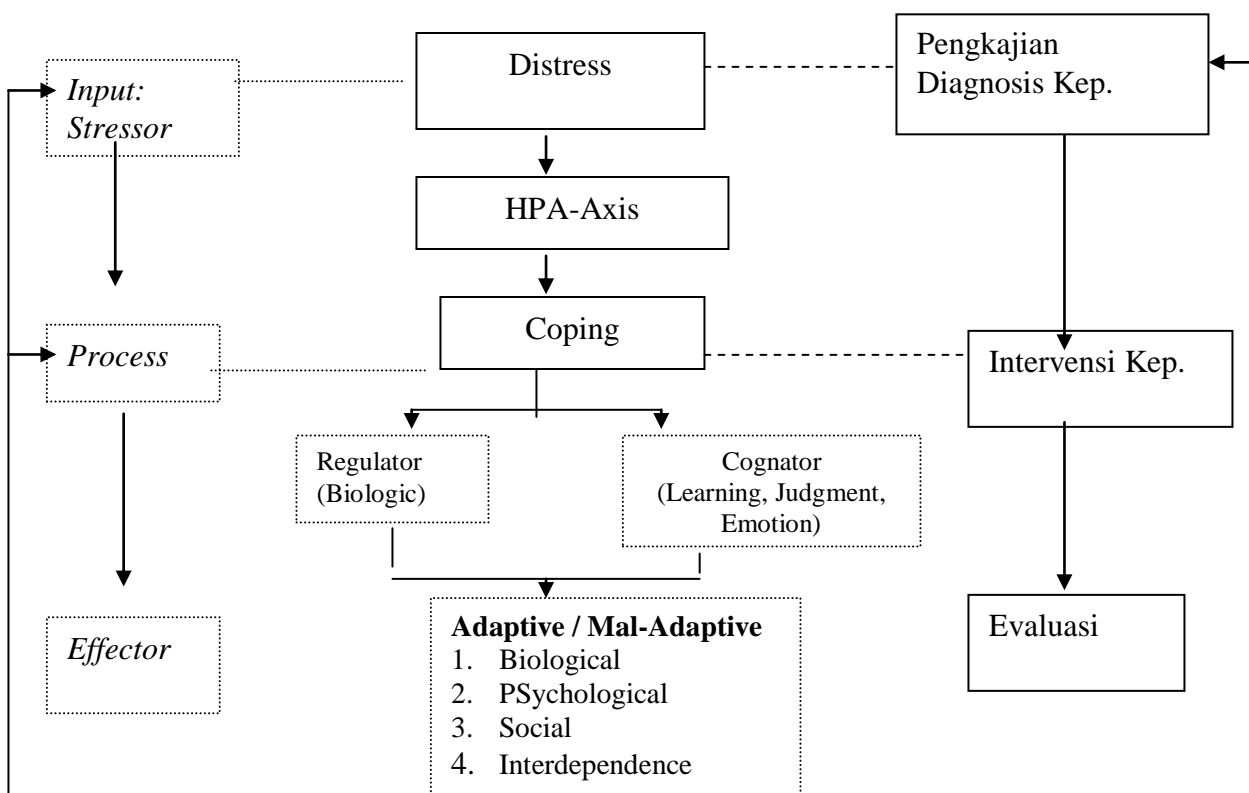 Input:
Stressor
Distress
Pengkajian
Diagnosis Kep.
HPA-Axis
Process
Coping
Intervensi Kep.
Regulator
(Biologic)
Cognator
(Learning, Judgment,
Emotion)
Effector
Adaptive / Mal-Adaptive
1. Biological
2. PSychological
3. Social
4. Interdependence
Evaluasi